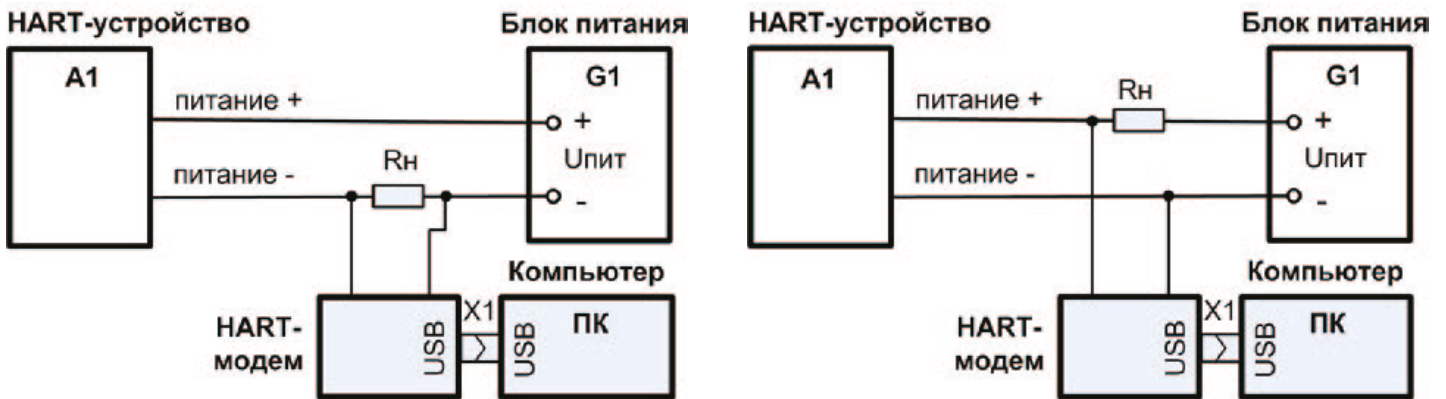 HART-устройство
Блок питания
A1
G1
питание +
+
Uпит
Rн
питание -
-
Компьютер
HART-
модем
USB
X1
USB
ПК
HART-устройство
Блок питания
A1
G1
Rн
питание +
+
Uпит
питание -
-
Компьютер
HART-
модем
USB
X1
USB
ПК